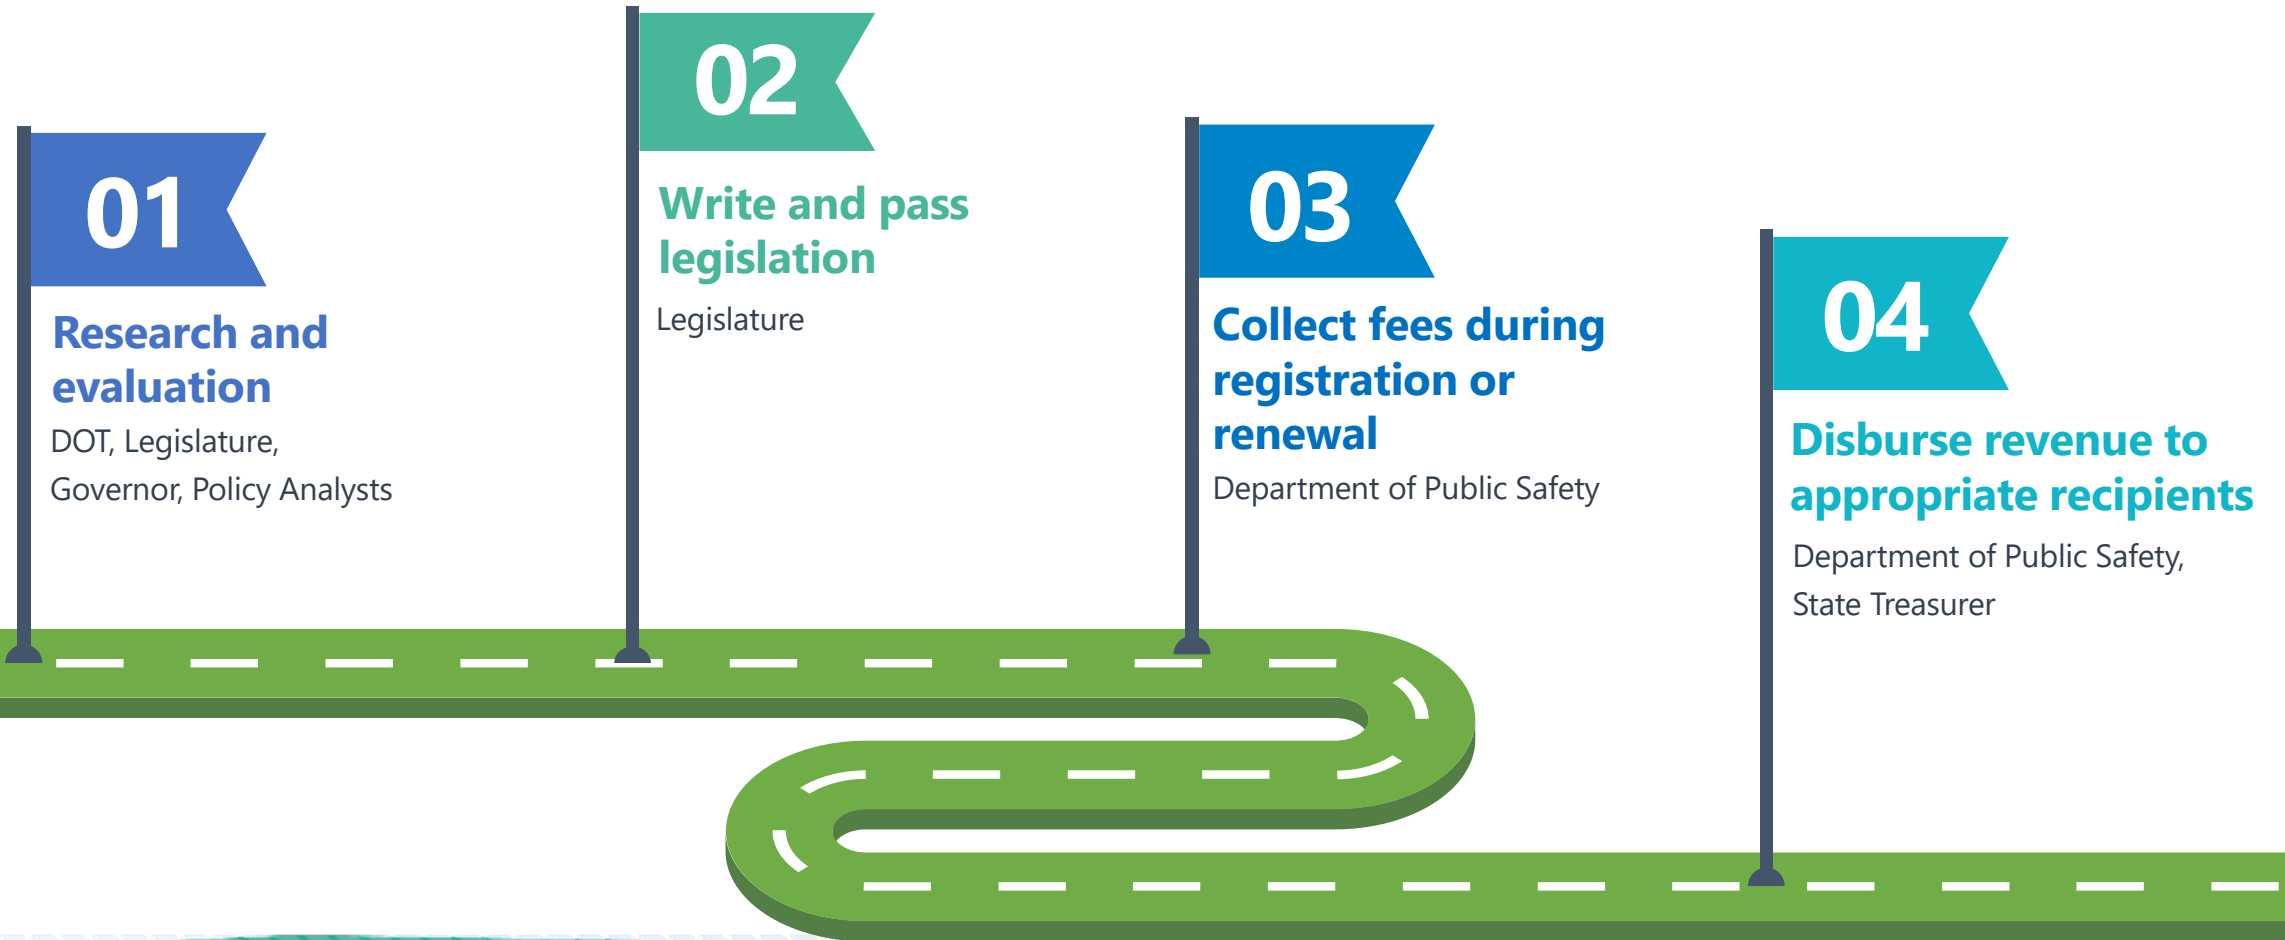 01
Research and
evaluation
DOT, Legislature,
Governor, Policy Analysts
02
Write and pass
legislation
Legislature
03
Collect fees during
registration or
renewal
Department of Public Safety
04
Disburse revenue to
appropriate recipients
Department of Public Safety,
State Treasurer